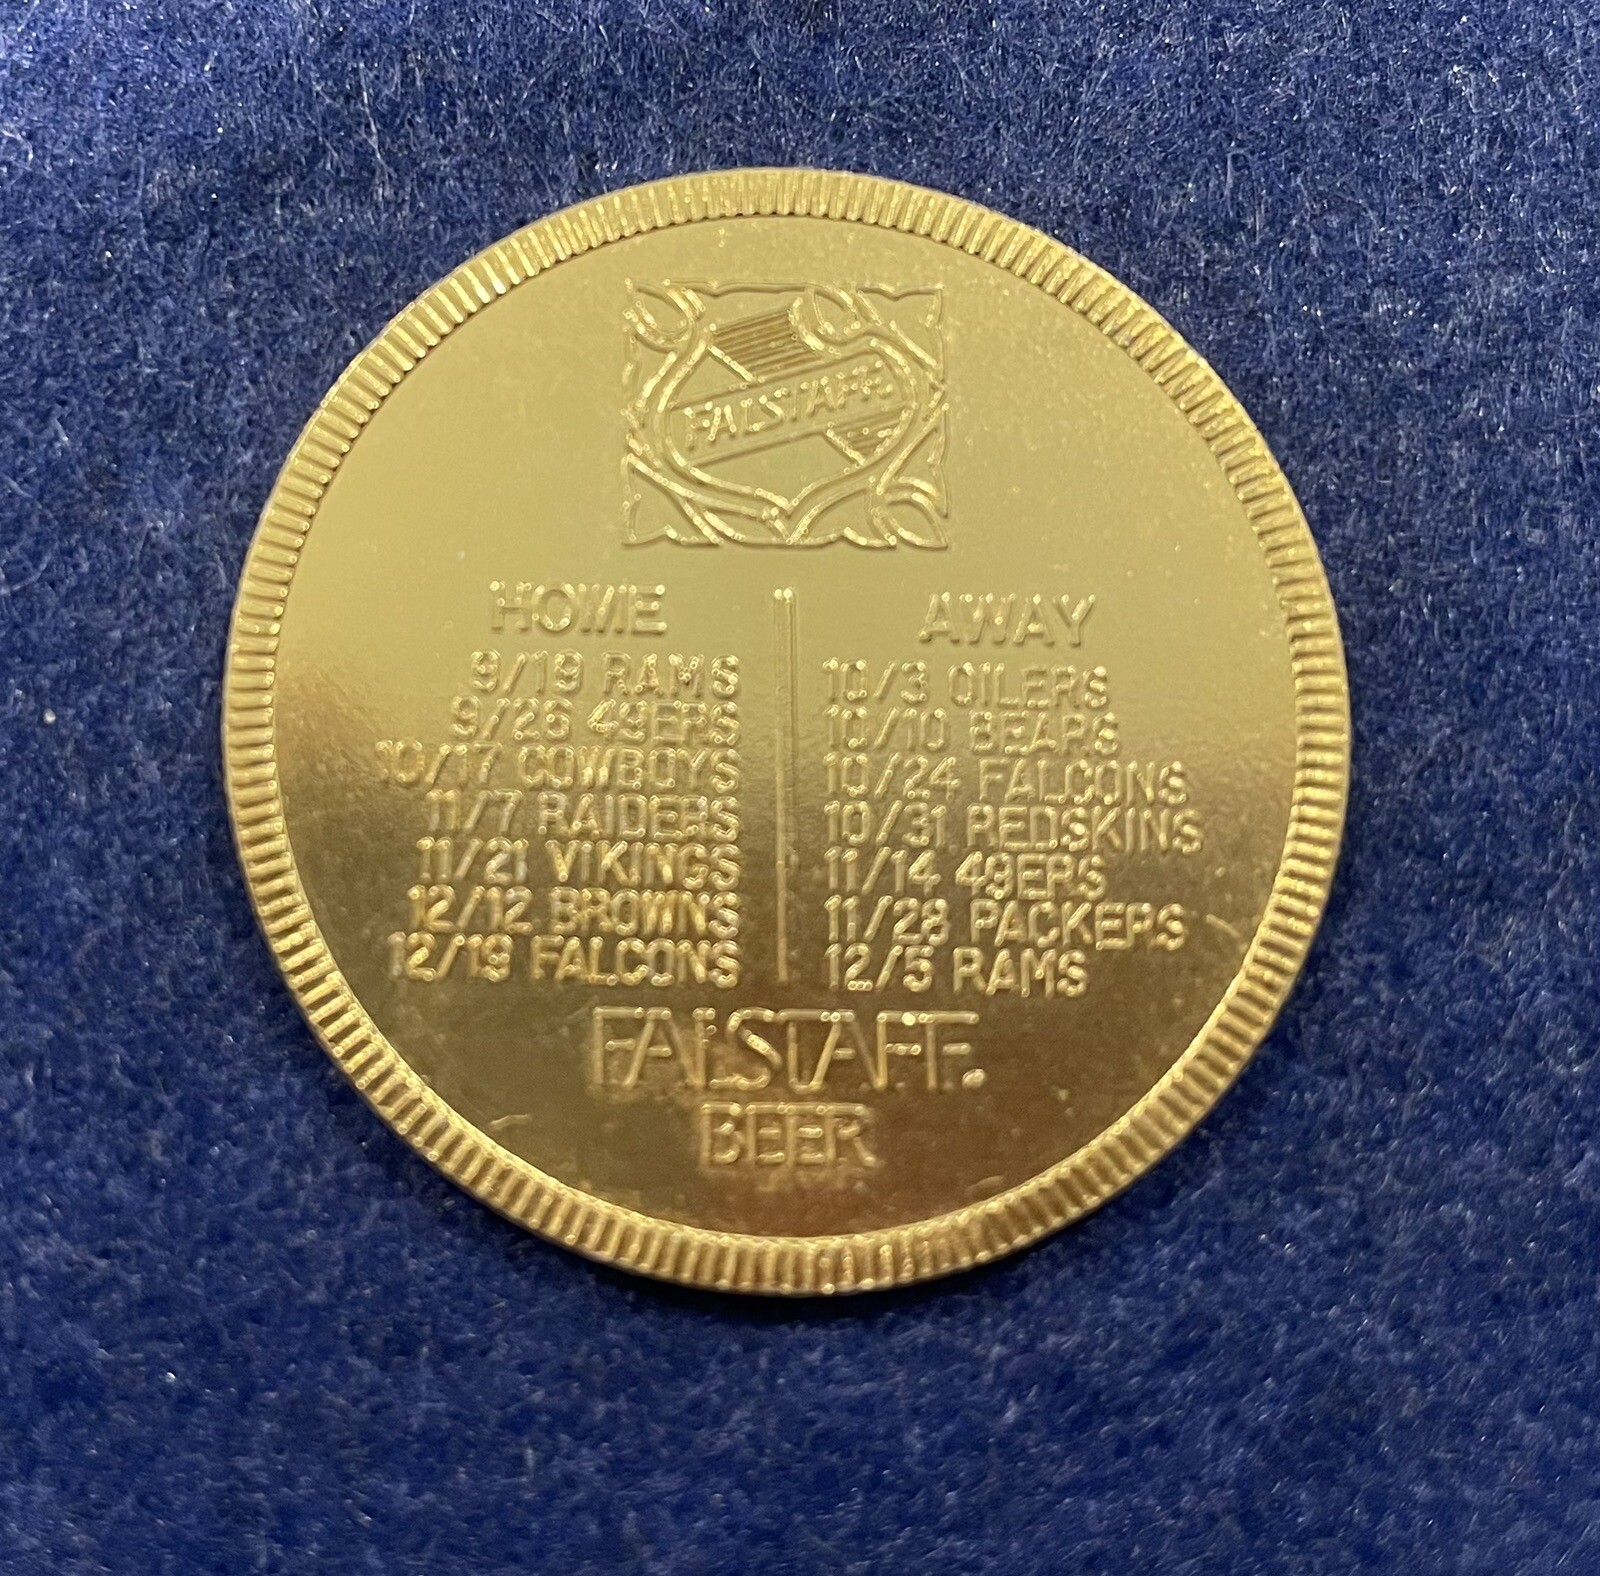 FALSTAFF
HOME
9/19 RAMS
9/26 49ERS
10/17 COWBOYS
11/7 RAIDERS
11/21 VIKINGS
12/12 BROWNS
12/19 FALCONS
AWAY
10/3 OILERS
10/10 BEARS
10/24 FALCONS
10/31 REDSKINS
11/14 49ERS
11/28 PACKERS
12/5 RAMS
FALSTAFF.
BEER